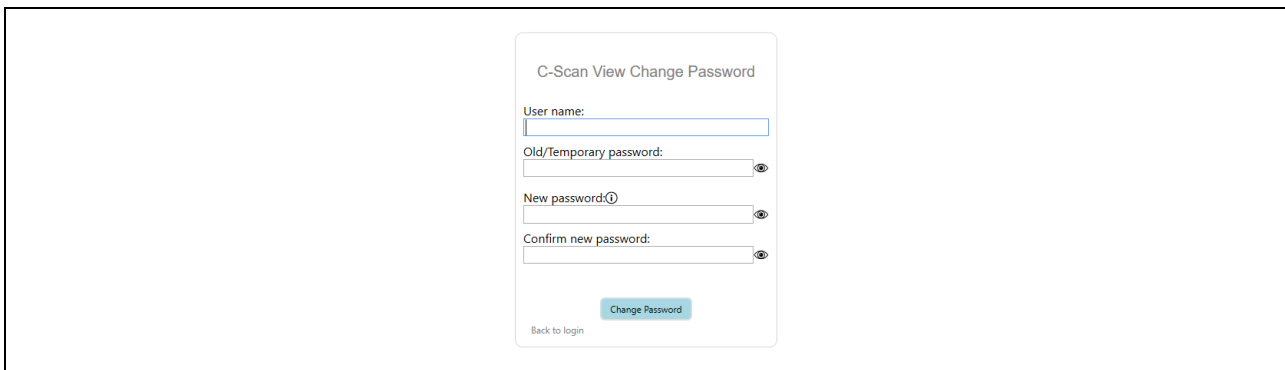 C-Scan View Change Password
User name:
Old/Temporary password:
New password:
Confirm new password:
Change Password
Back to login